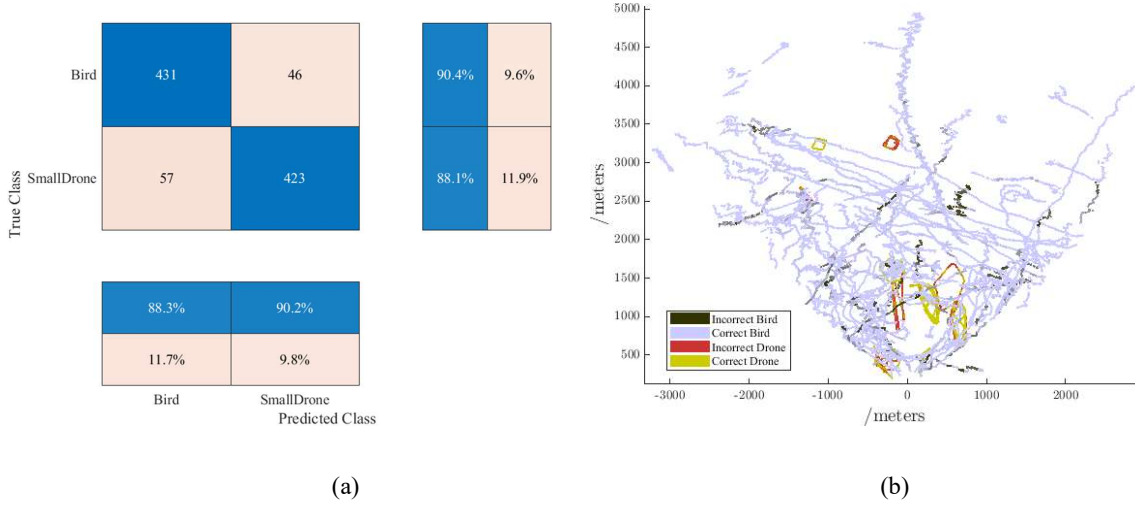 Bird
431
46
90.4%
9.6%
SmallDrone
57
423
88.1%
11.9%
True Class
88.3%
90.2%
11.7%
9.8%
Bird
SmallDrone
Predicted Class
(a)
5000
4500
4000
3500
3000
2500
2000
1500
1000
500
/meters
Incorrect Bird
Correct Bird
Incorrect Drone
Correct Drone
-3000
-2000
-1000
0
1000
2000
/meters
(b)